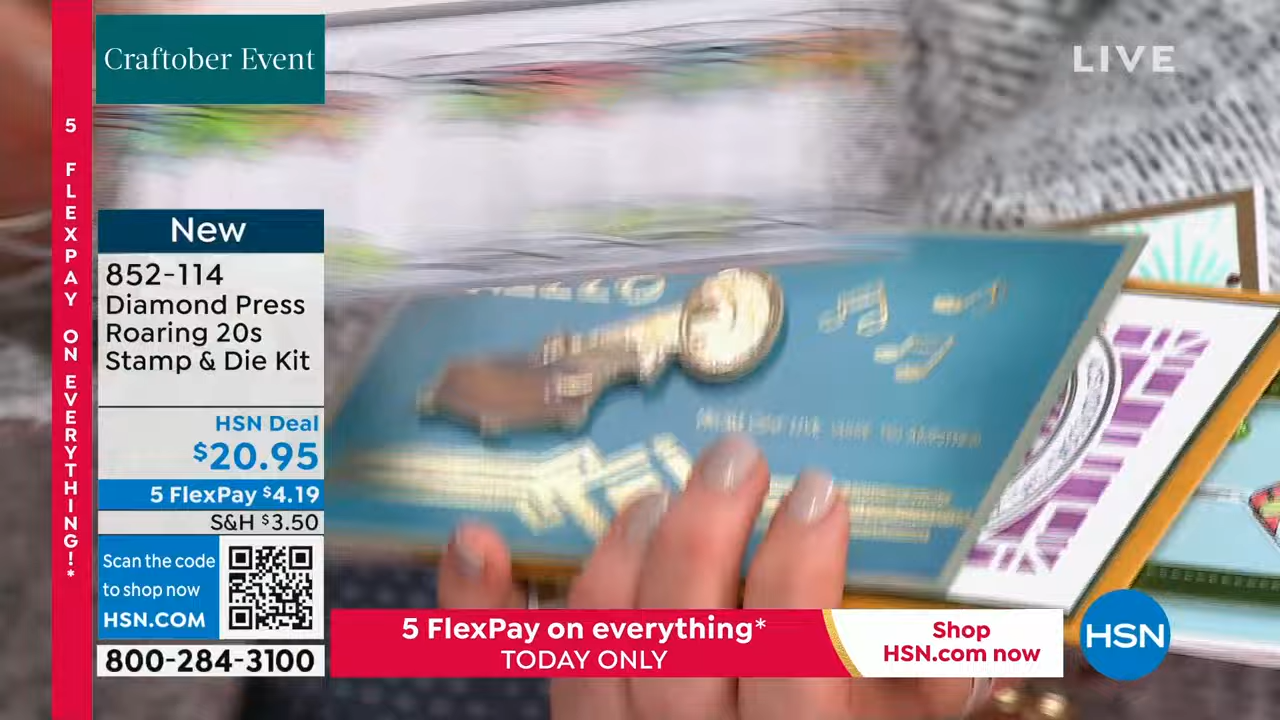 Craftober Event
LIVE
5 FLEXPAY ON EVERYTHING!*
New
852-114
Diamond Press
Roaring 20s
Stamp & Die Kit
HSN Deal
$20.95
5 FlexPay $4.19
S&H $3.50
Scan the code
to shop now
HSN.COM
800-284-3100
5 FlexPay on everything*
TODAY ONLY
Shop
HSN.com now
HSN